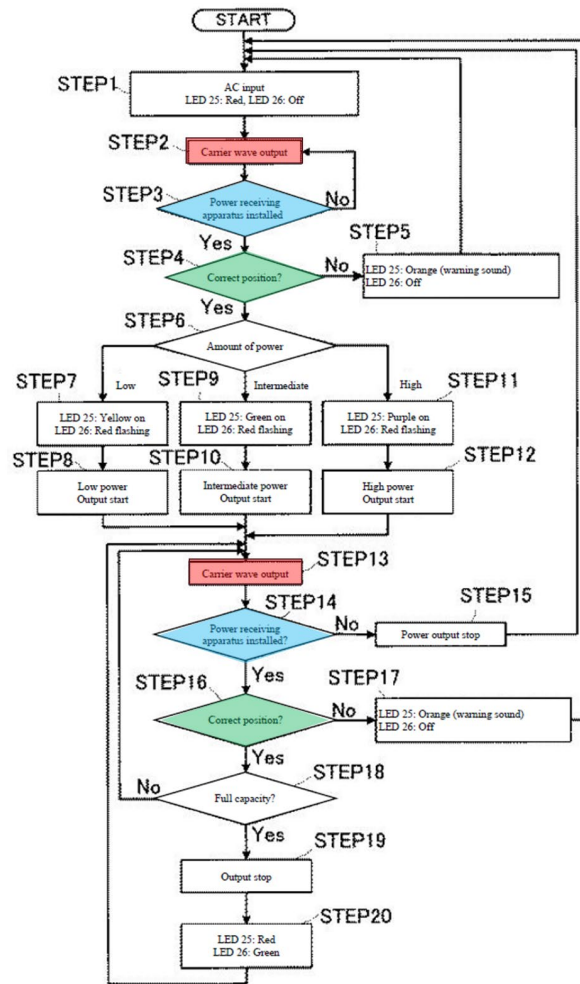 START
STEP1
AC input
LED 25: Red, LED 26: Off
STEP2
Carrier wave output
STEP3
Power receiving
apparatus installed
No
Yes
STEP4
Correct position?
No
STEP5
LED 25: Orange (warning sound)
LED 26: Off
Yes
STEP6
Amount of power
Low
Intermediate
High
STEP7
LED 25: Yellow on
LED 26: Red flashing
STEP9
LED 25: Green on
LED 26: Red flashing
STEP11
LED 25: Purple on
LED 26: Red flashing
STEP8
Low power
Output start
STEP10
Intermediate power
Output start
STEP12
High power
Output start
STEP13
Carrier wave output
STEP14
Power receiving
apparatus installed?
No
STEP15
Power output stop
Yes
STEP16
Correct position?
No
STEP17
LED 25: Orange (warning sound)
LED 26: Off
Yes
STEP18
Full capacity?
No
Yes
STEP19
Output stop
STEP20
LED 25: Red
LED 26: Green